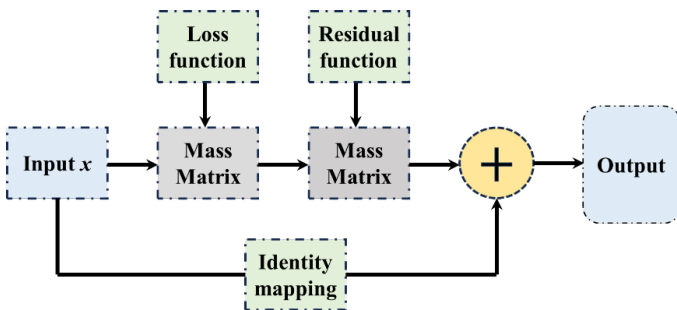 Loss
function
Residual
function
Input x
Mass
Matrix
Mass
Matrix
+
Output
Identity
mapping